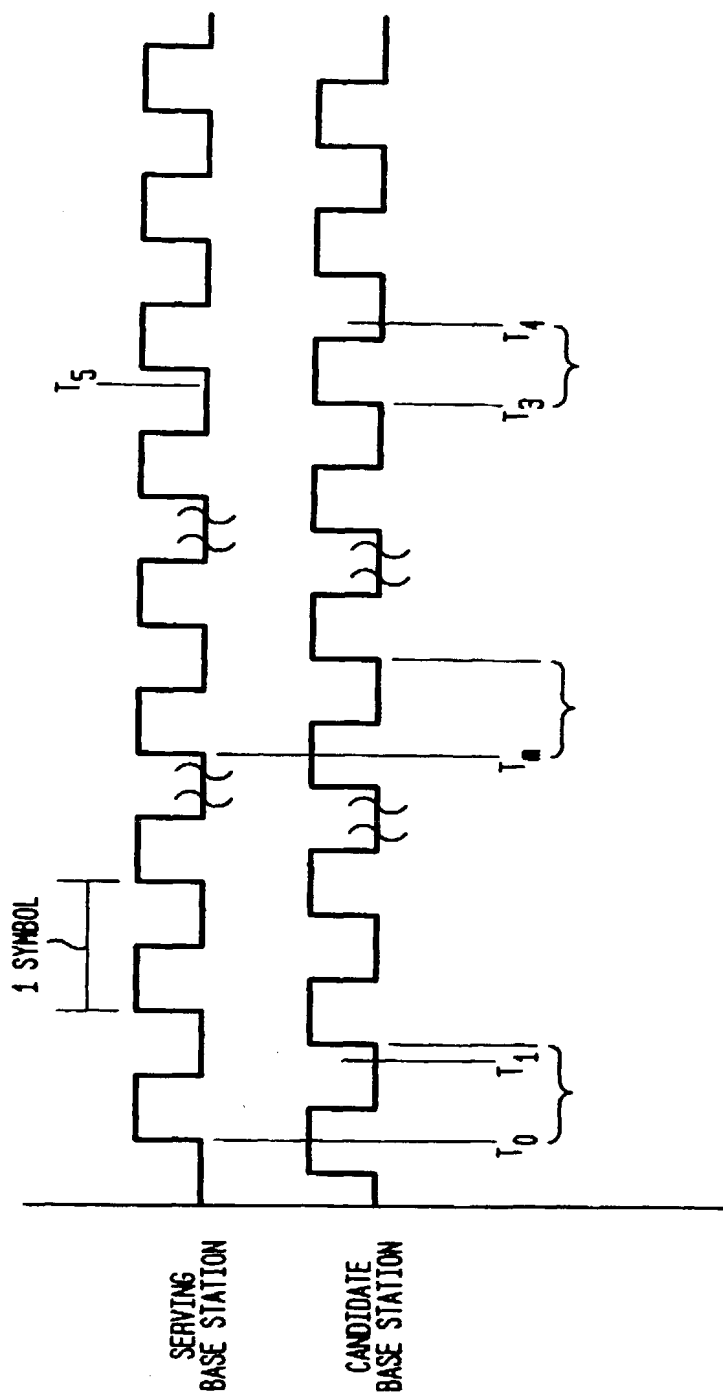 1 SYMBOL
T5
SERVING
BASE STATION
CANDIDATE
BASE STATION
T0
T1
T3
T4